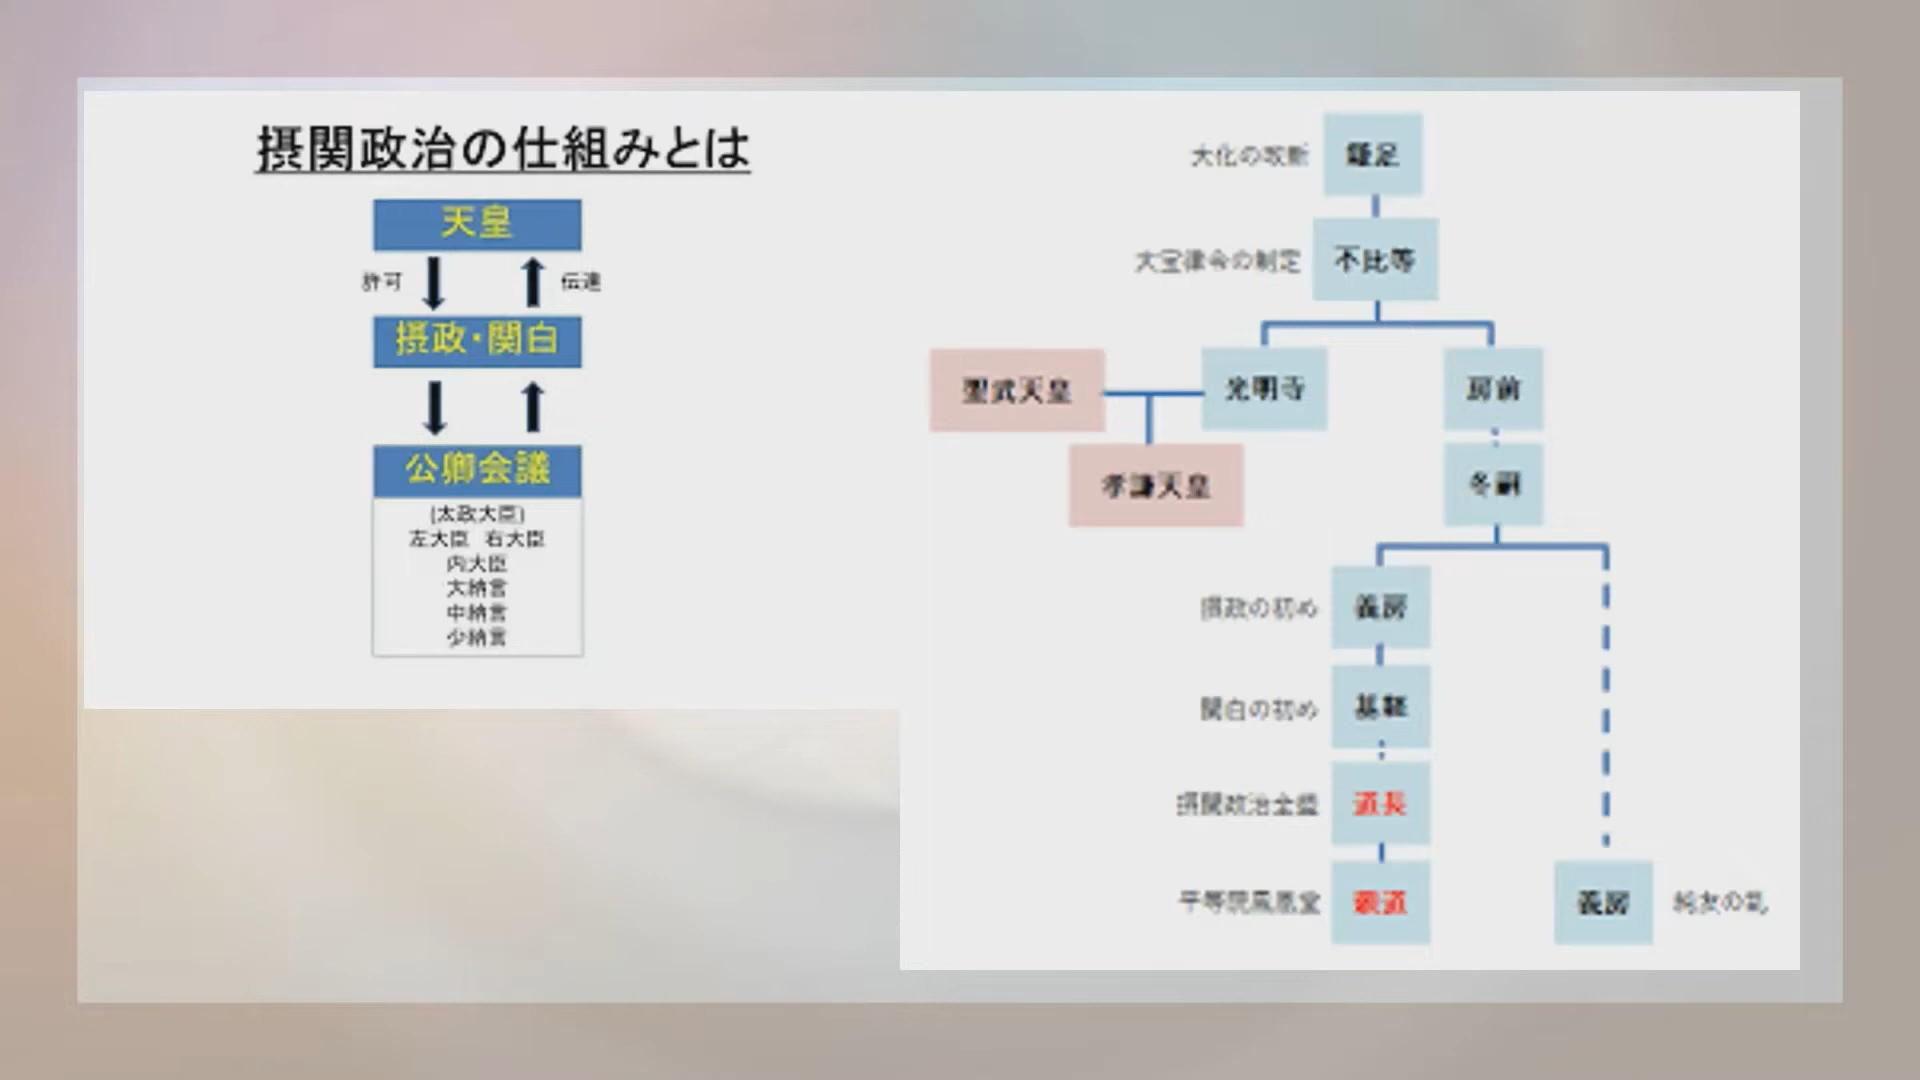 摂関政治の仕組みとは
天皇
許可
伝達
摂政・関白
公卿会議
(太政大臣)
左大臣 右大臣
内大臣
大納言
中納言
少納言
大化の改新
鎌足
大宝律令の制定
不比等
聖武天皇
光明寺
房前
孝謙天皇
冬嗣
摂政の初め
義房
関白の初め
基経
摂関政治全盛
道長
平等院鳳凰堂
義房
純友の乱